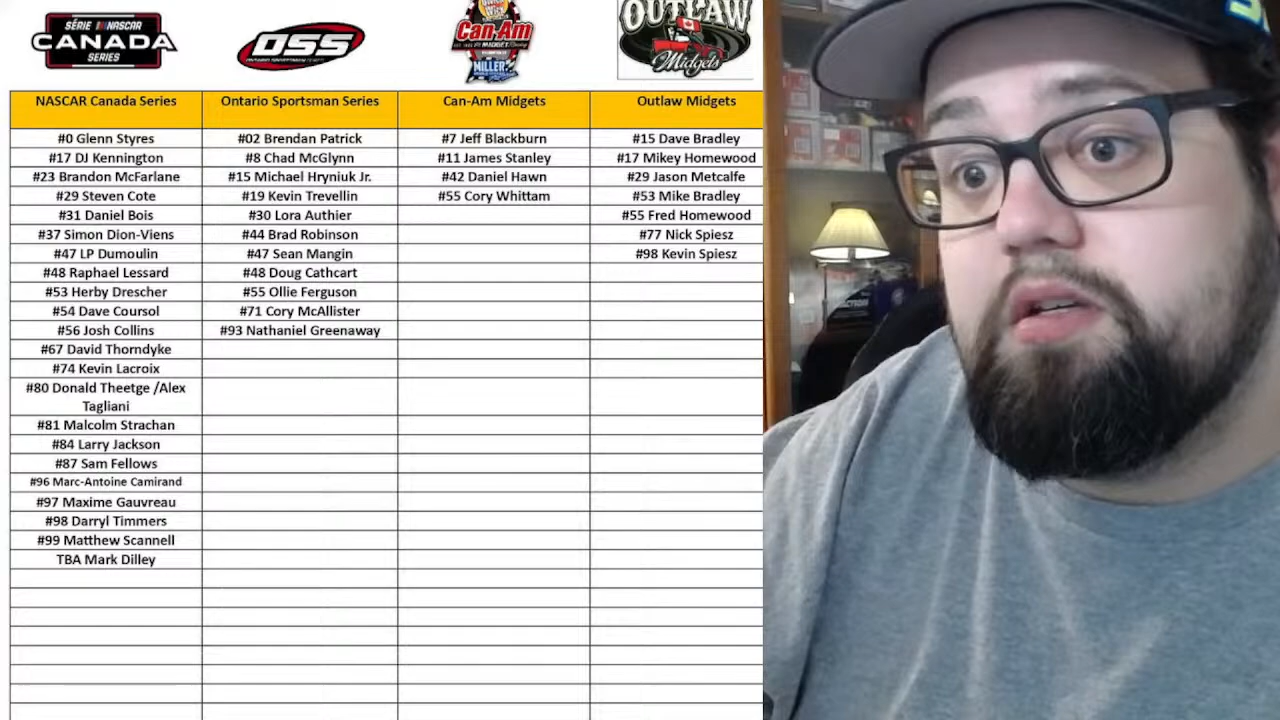 SÉRIE NASCAR
CANADA
SERIES
OSS
Can-Am
MIDGET
MILLER
OUTLAW
Midgets
NASCAR Canada Series
Ontario Sportsman Series
Can-Am Midgets
Outlaw Midgets
#0 Glenn Styres
#02 Brendan Patrick
#7 Jeff Blackburn
#15 Dave Bradley
#17 DJ Kennington
#8 Chad McGlynn
#11 James Stanley
#17 Mikey Homewood
#23 Brandon McFarlane
#15 Michael Hryniuk Jr.
#42 Daniel Hawn
#29 Jason Metcalfe
#29 Steven Cote
#19 Kevin Trevellin
#55 Cory Whittam
#53 Mike Bradley
#31 Daniel Bois
#30 Lora Authier
#55 Fred Homewood
#37 Simon Dion-Viens
#44 Brad Robinson
#77 Nick Spiesz
#47 LP Dumoulin
#47 Sean Mangin
#98 Kevin Spiesz
#48 Raphael Lessard
#48 Doug Cathcart
#53 Herby Drescher
#55 Ollie Ferguson
#54 Dave Coursol
#71 Cory McAllister
#56 Josh Collins
#93 Nathaniel Greenaway
#67 David Thorndyke
#74 Kevin Lacroix
#80 Donald Theetge /Alex
Tagliani
#81 Malcolm Strachan
#84 Larry Jackson
#87 Sam Fellows
#96 Marc-Antoine Camirand
#97 Maxime Gauvreau
#98 Darryl Timmers
#99 Matthew Scannell
TBA Mark Dilley